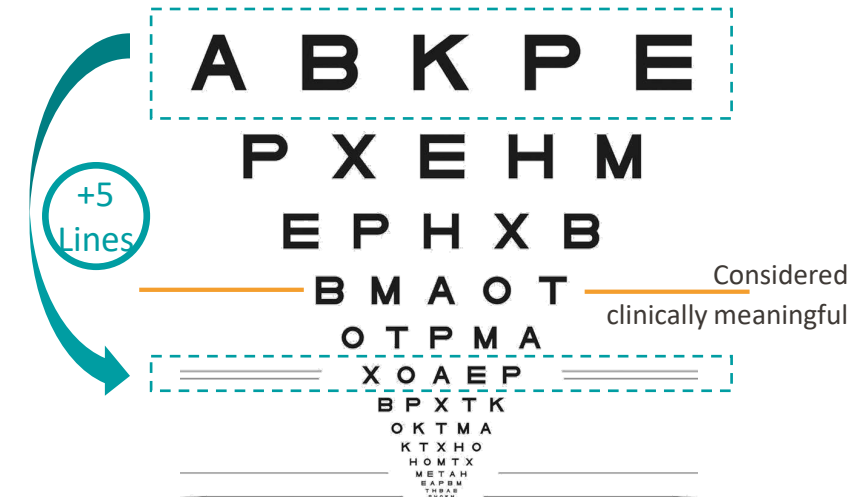 A B K P E
P X E H M
+5
Lines
E P H X B
Considered
B M A O T
clinically meaningful
O T P M A
X O A E P
B P X T K
O K T M A
K T X H O
H O M T X
M E T A H
E A P B M
T H B A E